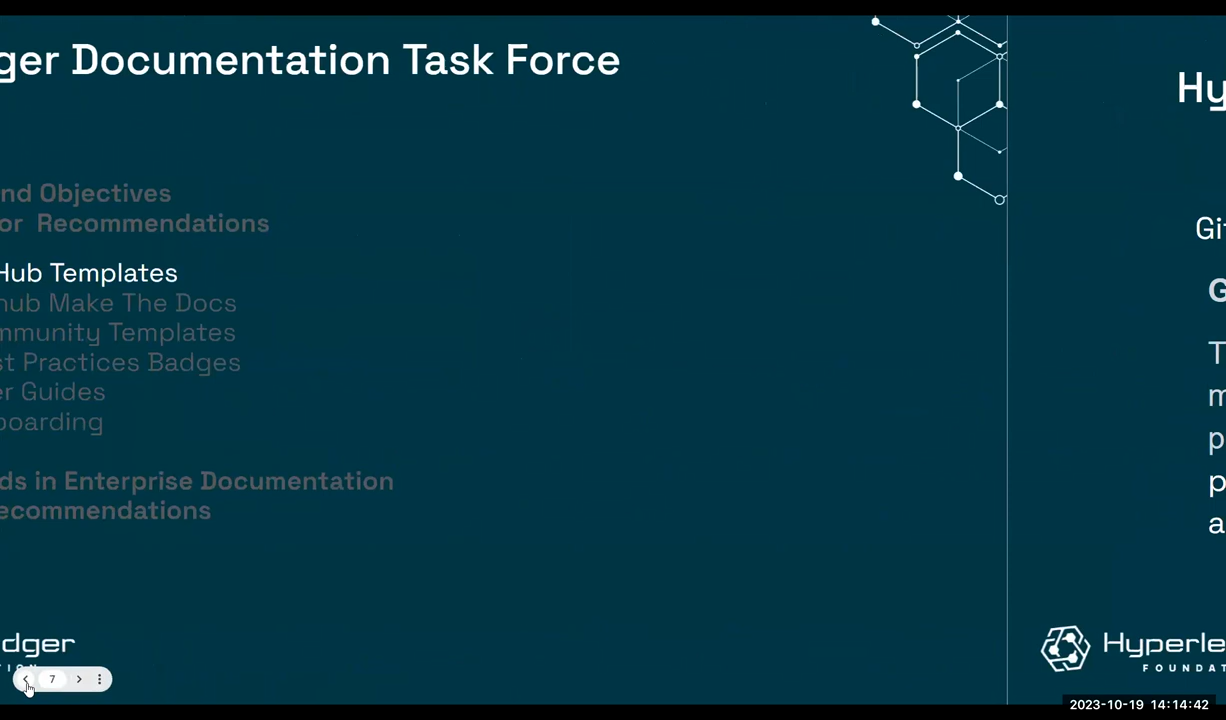 ger Documentation Task Force
Hy
nd Objectives
or Recommendations
Hub Templates
hub Make The Docs
mmunity Templates
st Practices Badges
er Guides
boarding
ds in Enterprise Documentation
ecommendations
Git
G
T
m
p
p
a
dger
ION
7
Hyperle
FOUNDAT
2023-10-19 14:14:42